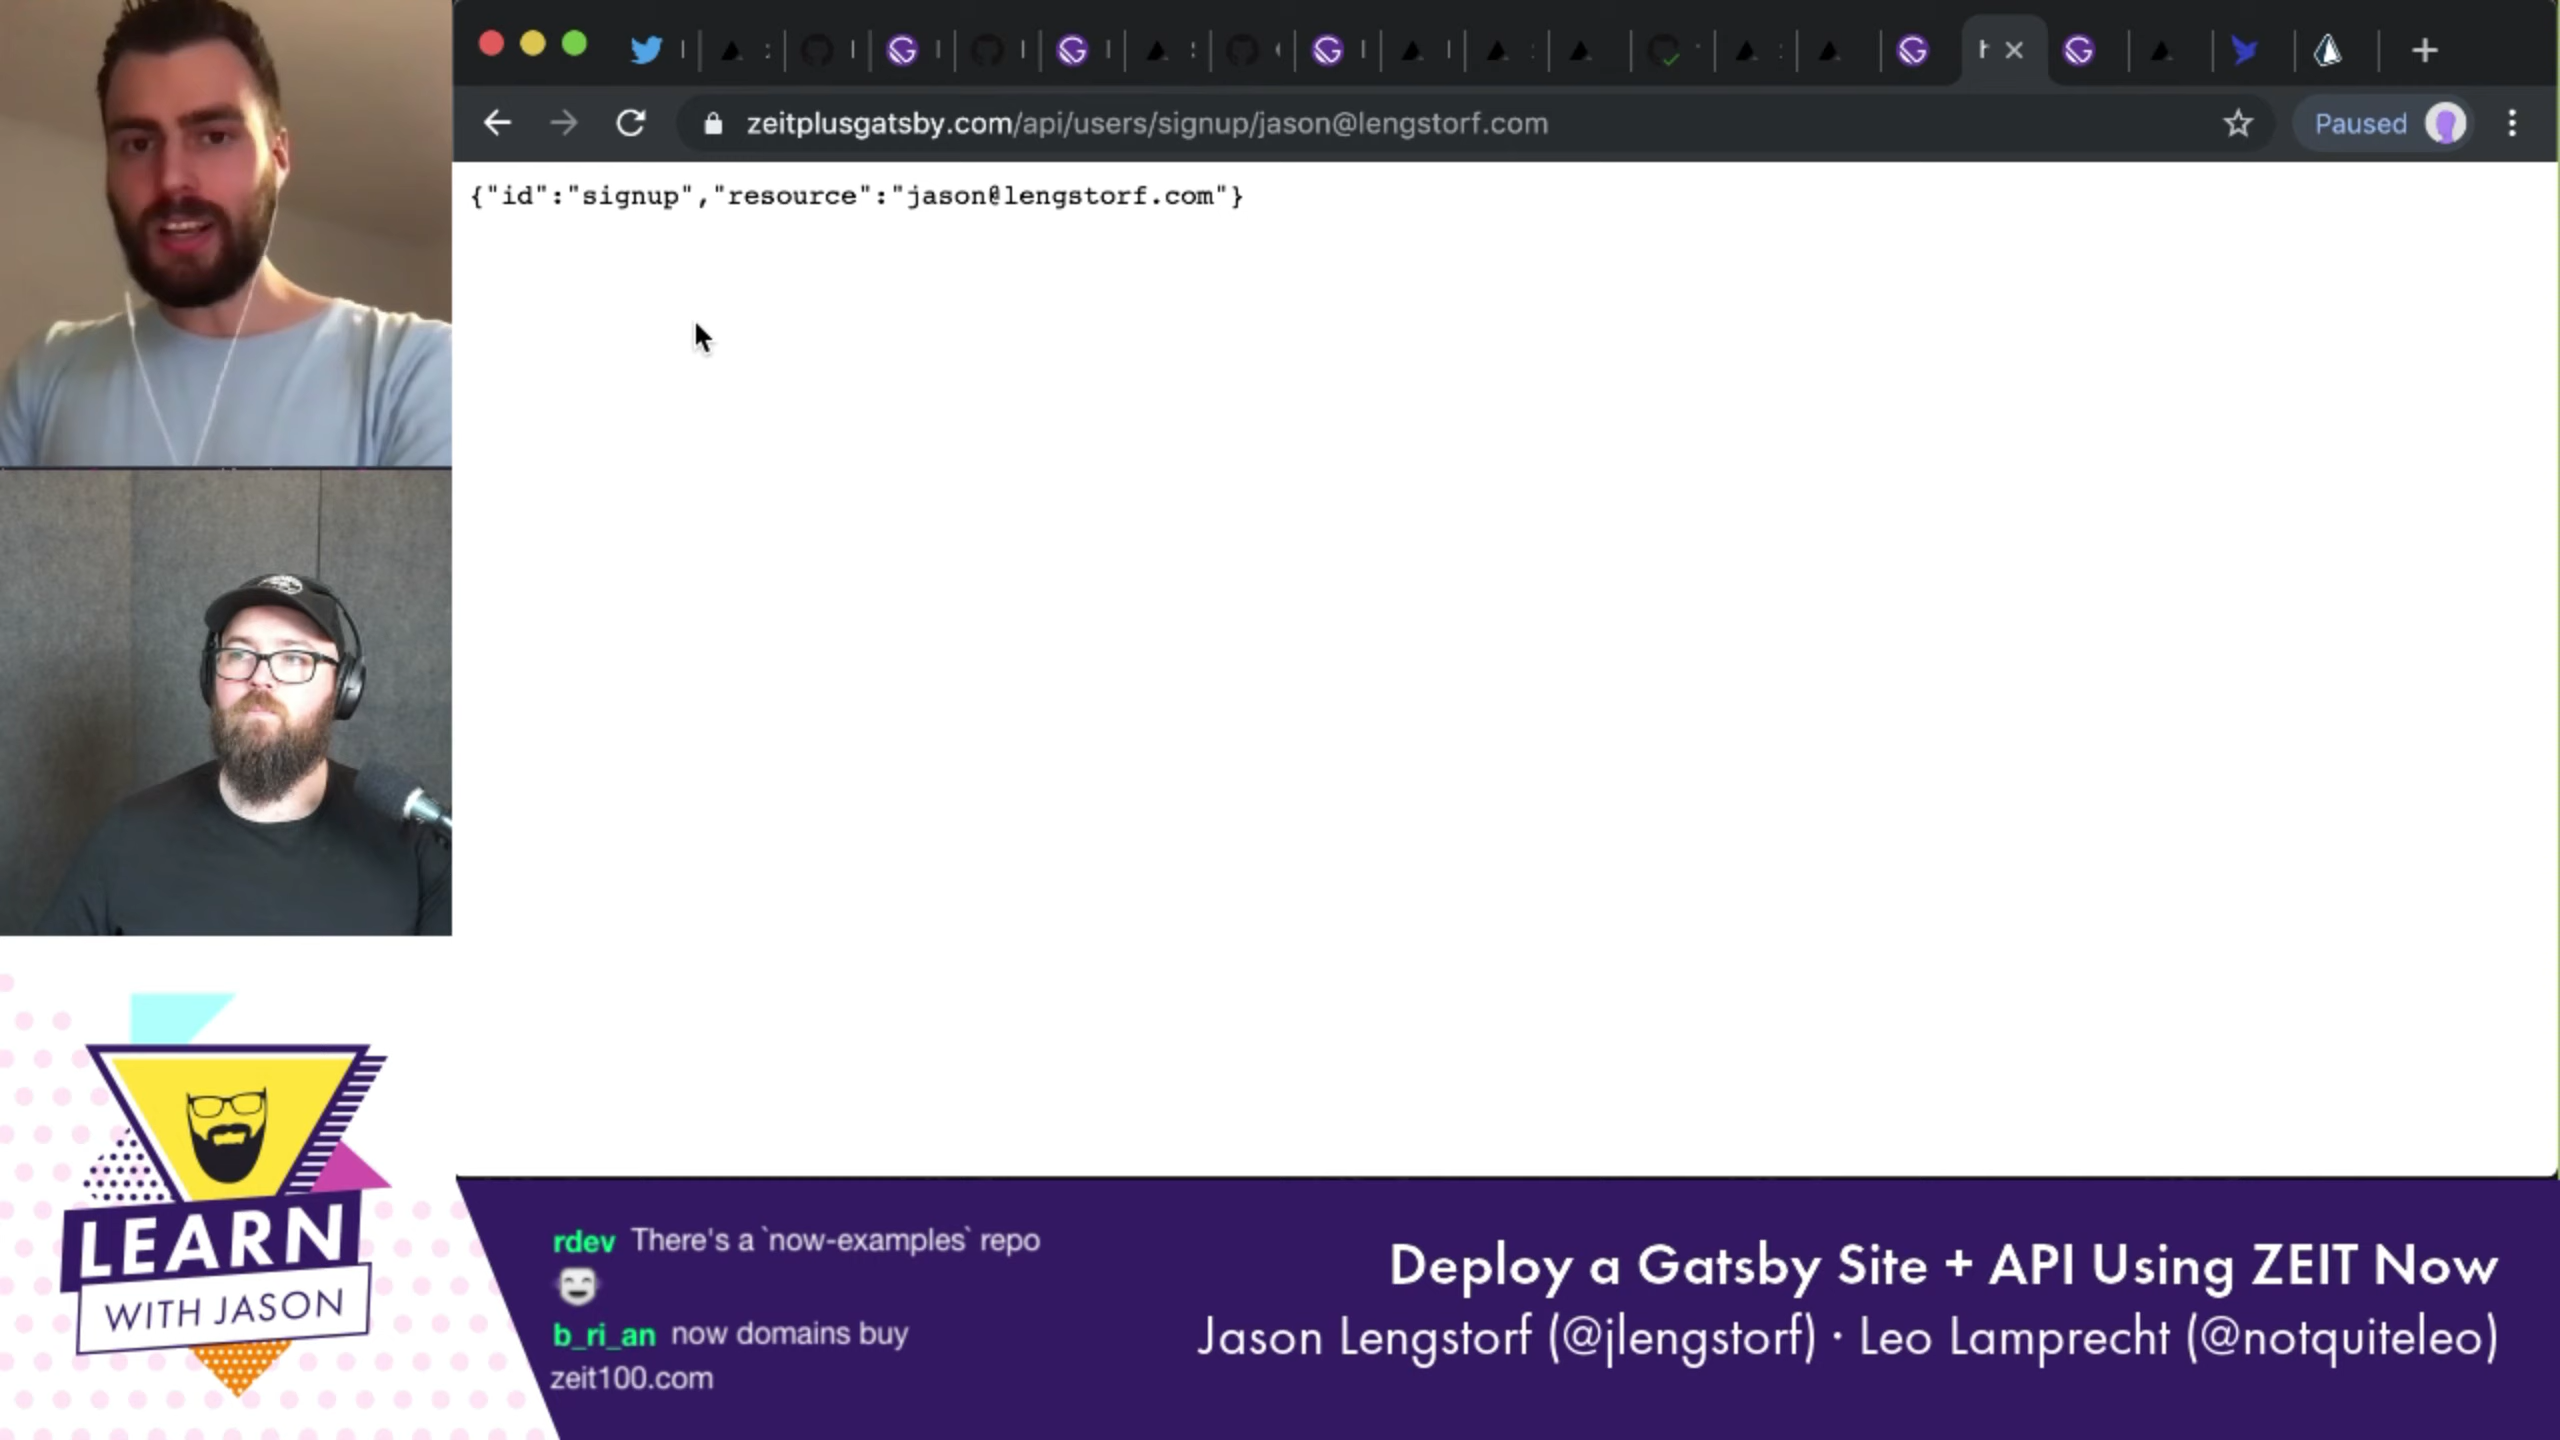 zeitplusgatsby.com/api/users/signup/jason@lengstorf.com
Paused
{"id":"signup","resource":"jason@lengstorf.com"}
LEARN
WITH JASON
rdev There's a `now-examples` repo
b_ri_an now domains buy
zeit100.com
Deploy a Gatsby Site + API Using ZEIT Now
Jason Lengstorf (@jlengstorf) · Leo Lamprecht (@notquiteleo)